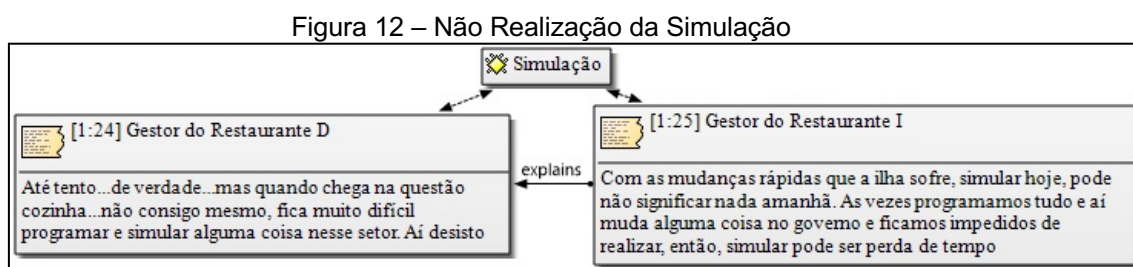 Figura 12 – Não Realização da Simulação
Simulação
[1:24] Gestor do Restaurante D
Até tento...de verdade...mas quando chega na questão
cozinha...não consigo mesmo, fica muito difícil
programar e simular alguma coisa nesse setor. Aí desisto
explains
[1:25] Gestor do Restaurante I
Com as mudanças rápidas que a ilha sofre, simular hoje, pode
não significar nada amanhã. As vezes programamos tudo e aí
muda alguma coisa no governo e ficamos impedidos de
realizar, então, simular pode ser perda de tempo